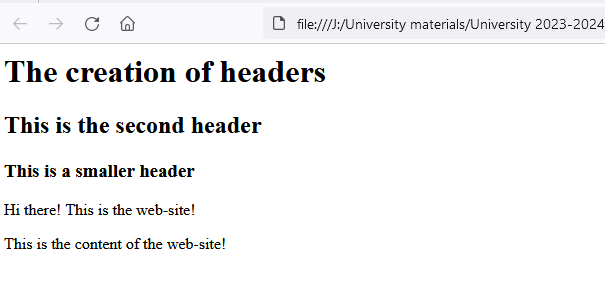 file:///J:/University materials/University 2023-2024
The creation of headers
This is the second header
This is a smaller header
Hi there! This is the web-site!
This is the content of the web-site!